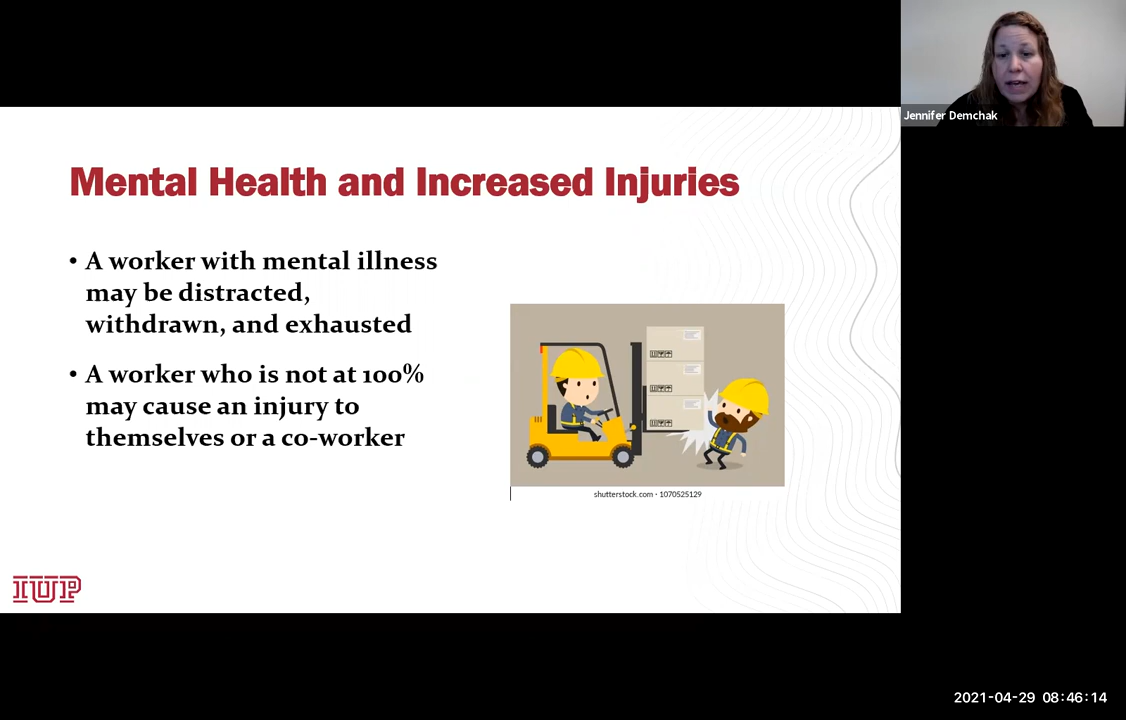 Jennifer Demchak
Mental Health and Increased Injuries
• A worker with mental illness
may be distracted,
withdrawn, and exhausted
• A worker who is not at 100%
may cause an injury to
themselves or a co-worker
shutterstock.com · 1070525129
IUP
2021-04-29 08:46:14